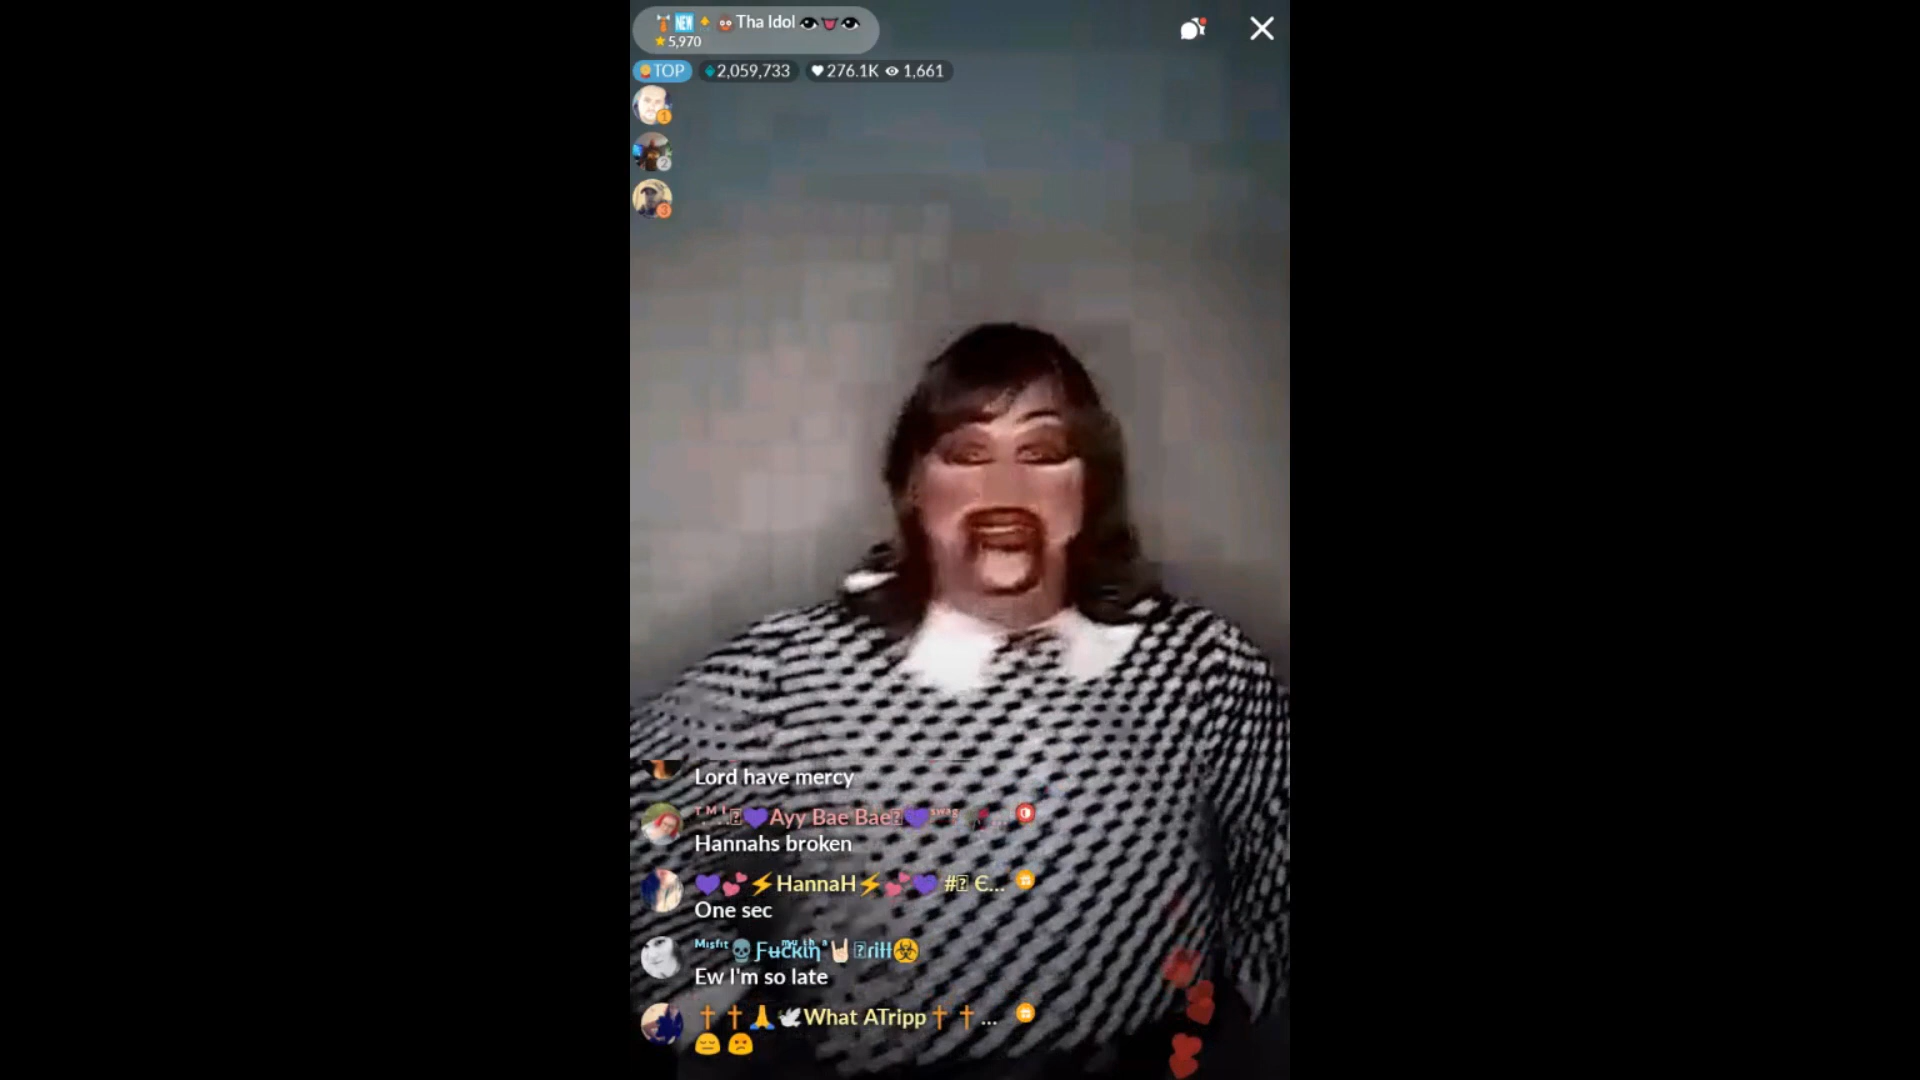 Tha Idol
5,970
TOP 2,059,733 276.1K 1,661
Lord have mercy
Ayy Bae Bae swag
Hannahs broken
HannaH
One sec
Misfit
Ew I'm so late
What ATripp ...